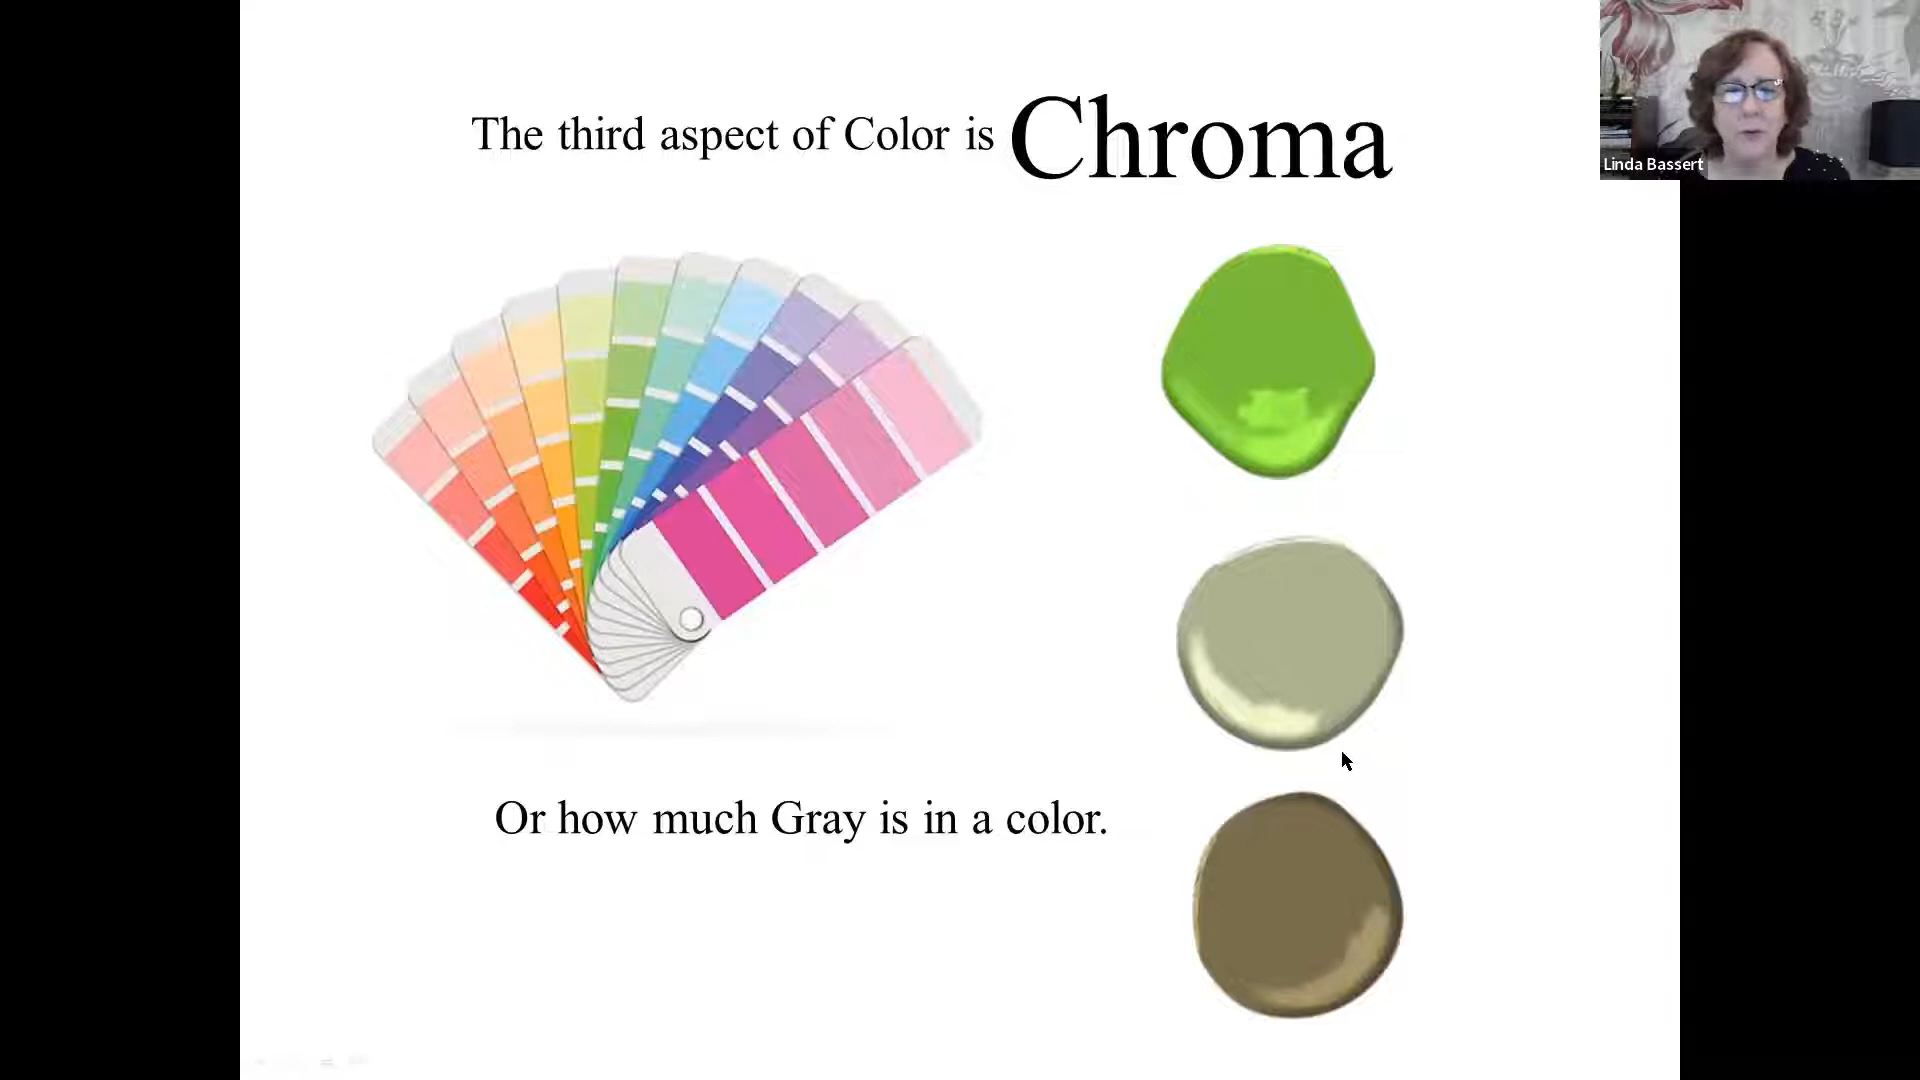 The third aspect of Color is Chroma
Linda Bassert
Or how much Gray is in a color.